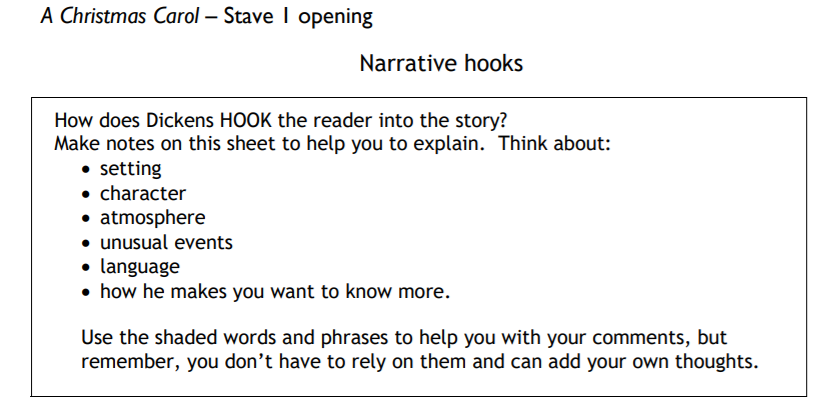 A Christmas Carol – Stave 1 opening
Narrative hooks
How does Dickens HOOK the reader into the story?
Make notes on this sheet to help you to explain.  Think about:
• setting
• character
• atmosphere
• unusual events
• language
• how he makes you want to know more.
Use the shaded words and phrases to help you with your comments, but
remember, you don’t have to rely on them and can add your own thoughts.